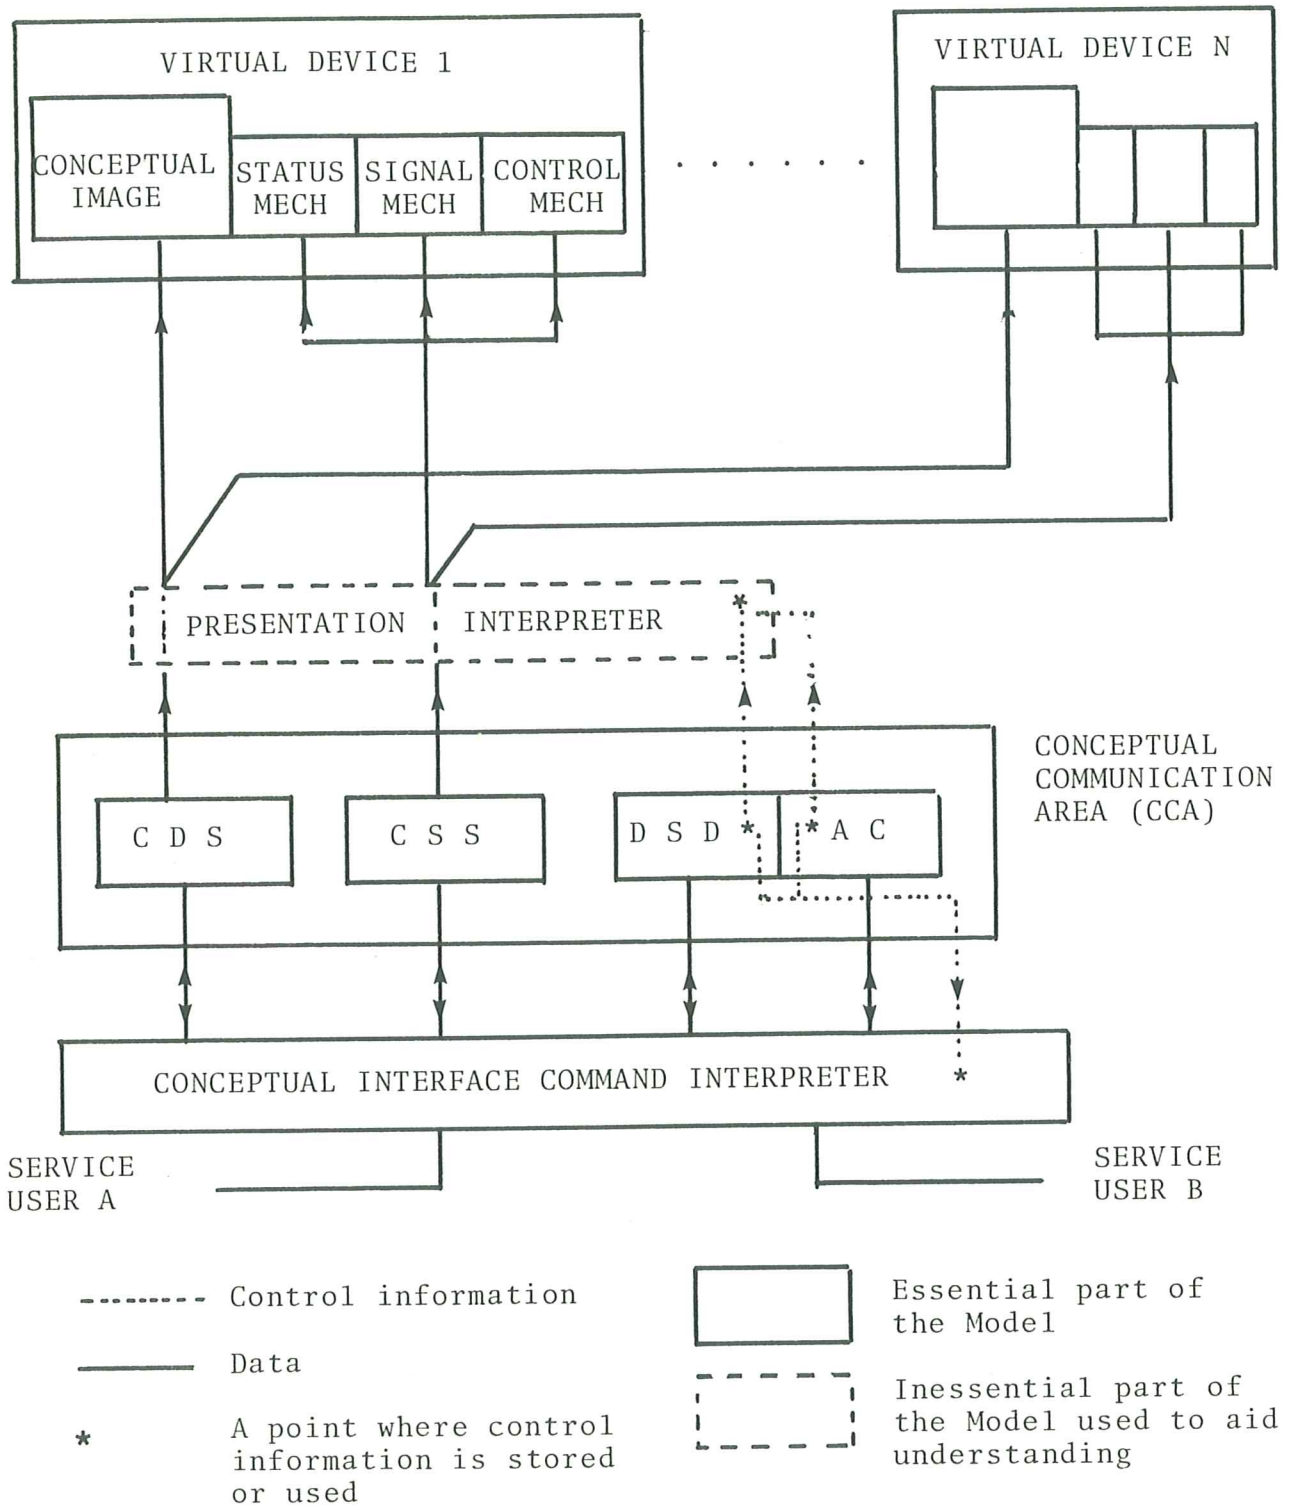 VIRTUAL DEVICE 1
VIRTUAL DEVICE N
CONCEPTUAL
IMAGE
STATUS
MECH
SIGNAL
MECH
CONTROL
MECH
. . . . . .
PRESENTATION INTERPRETER *
CONCEPTUAL
COMMUNICATION
AREA (CCA)
C D S
C S S
D S D *
* A C
CONCEPTUAL INTERFACE COMMAND INTERPRETER *
SERVICE
USER A
SERVICE
USER B
Control information
Data
* A point where control
information is stored
or used
Essential part of
the Model
Inessential part of
the Model used to aid
understanding